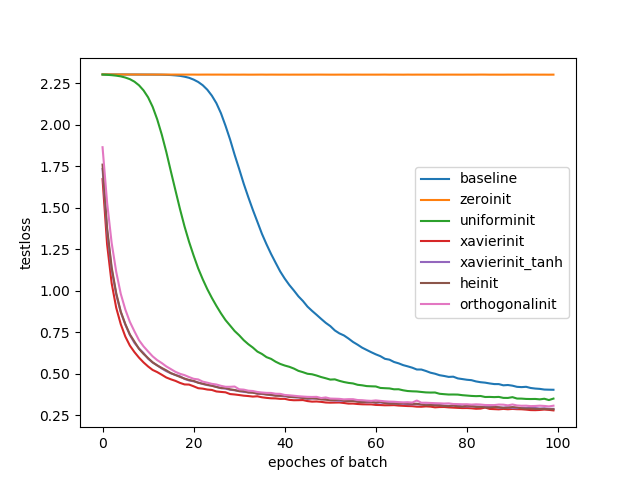 2.25
2.00
1.75
1.50
1.25
1.00
0.75
0.50
0.25
testloss
0
20
40
60
80
100
epoches of batch
baseline
zeroinit
uniforminit
xavierinit
xavierinit_tanh
heinit
orthogonalinit